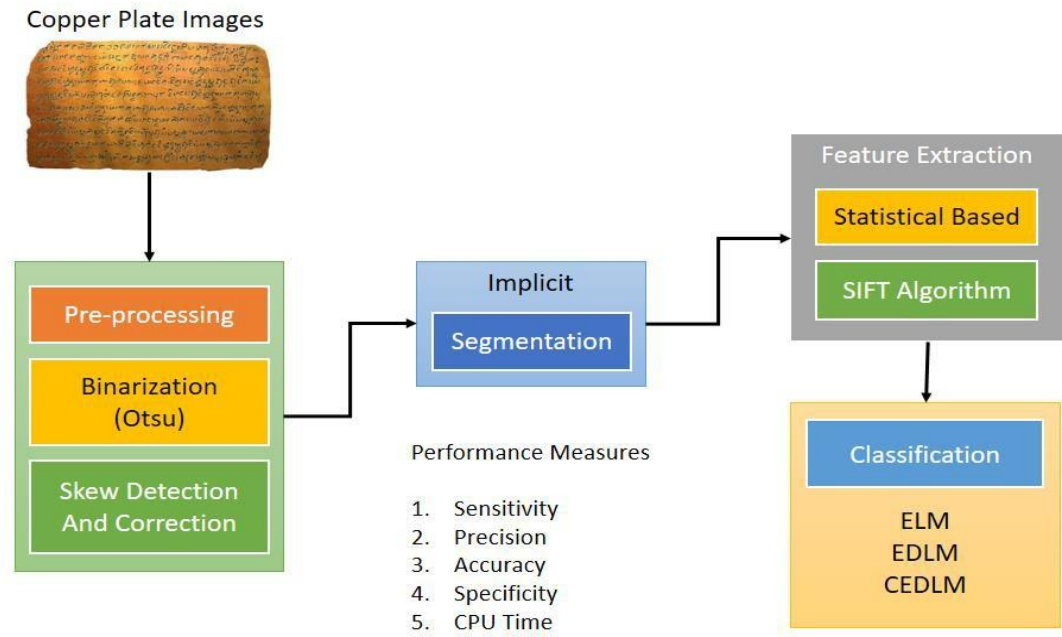 Copper Plate Images
Pre-processing
Binarization
(Otsu)
Skew Detection
And Correction
Implicit
Segmentation
Feature Extraction
Statistical Based
SIFT Algorithm
Classification
ELM
EDLM
CEDLM
Performance Measures
1. Sensitivity
2. Precision
3. Accuracy
4. Specificity
5. CPU Time